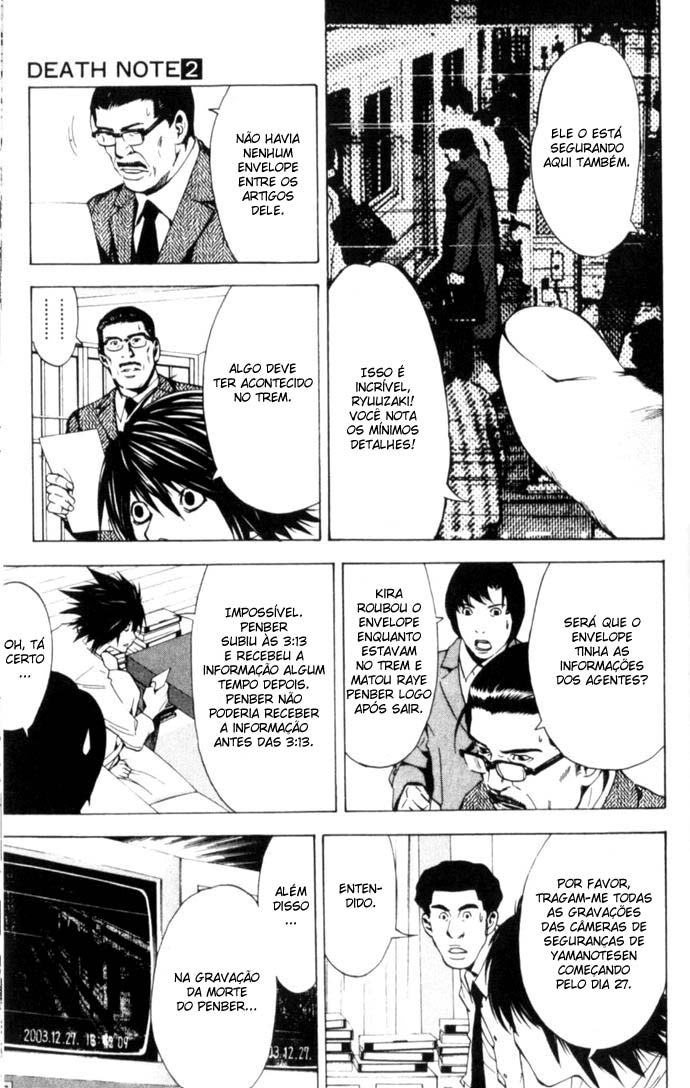 DEATH NOTE 2
ELE O ESTÁ
SEGURANDO
AQUI TAMBÉM.
ISSO É
INCRÍVEL,
RYUUZAKI!
VOCÊ NOTA
OS MÍNIMOS
DETALHES!
NÃO HAVIA
NENHUM
ENVELOPE
ENTRE OS
ARTIGOS
DELE.
ALGO DEVE
TER ACONTECIDO
NO TREM.
......
SERÁ QUE O
ENVELOPE
TINHA AS
INFORMAÇÕES
DOS AGENTES?
KIRA
ROUBOU O
ENVELOPE
ENQUANTO
ESTAVAM
NO TREM E
MATOU RAYE
PENBER LOGO
APÓS SAIR.
IMPOSSÍVEL.
PENBER
SUBIU ÀS 3:13
E RECEBEU A
INFORMAÇÃO ALGUM
TEMPO DEPOIS.
PENBER NÃO
PODERIA RECEBER
A INFORMAÇÃO
ANTES DAS 3:13.
OH, TÁ
CERTO
...
POR FAVOR,
TRAGAM-ME TODAS
AS GRAVAÇÕES
DAS CÂMERAS DE
SEGURANÇAS DE
YAMANOTESEN
COMEÇANDO
PELO DIA 27.
ENTEN-
DIDO.
ALÉM
DISSO
...
NA GRAVAÇÃO
DA MORTE
DO PENBER...
2003.12.27.
03.12.27.